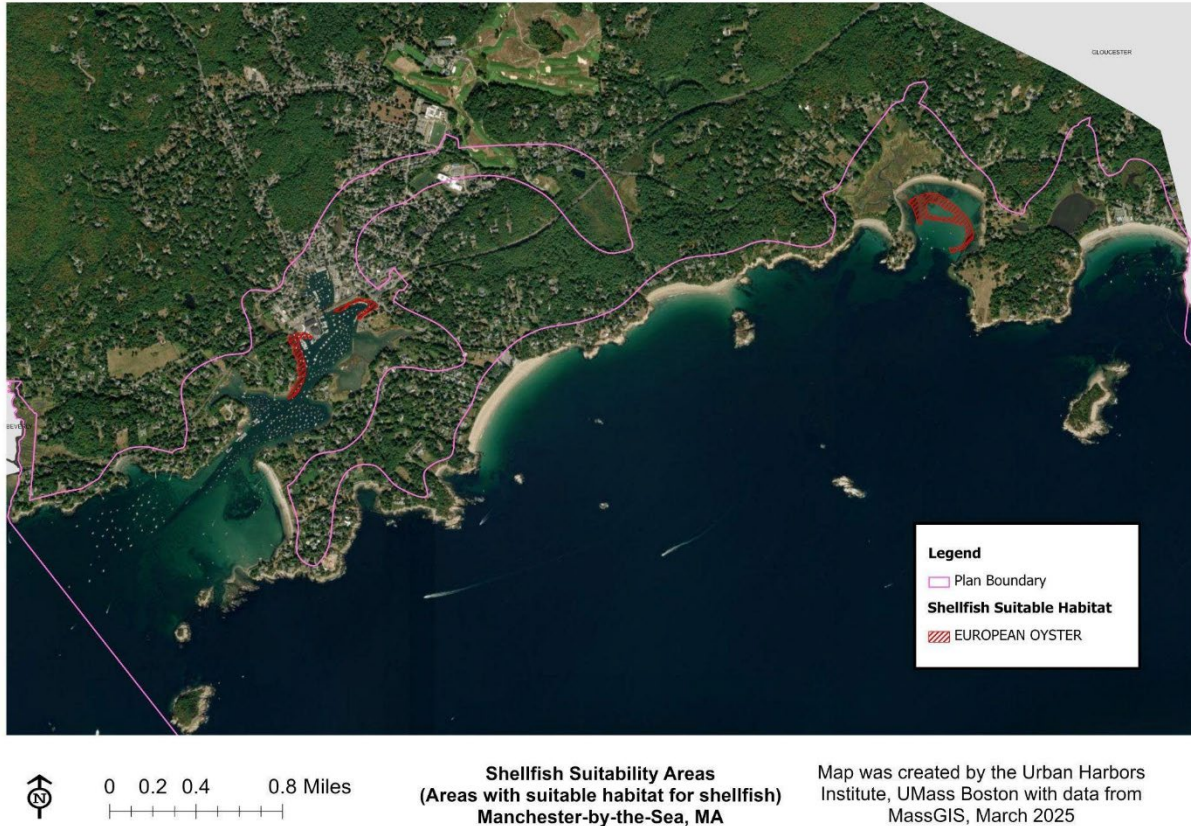 GLOUCESTER
BEVERLY
Legend
Plan Boundary
Shellfish Suitable Habitat
EUROPEAN OYSTER
N
0 0.2 0.4 0.8 Miles
Shellfish Suitability Areas
(Areas with suitable habitat for shellfish)
Manchester-by-the-Sea, MA
Map was created by the Urban Harbors
Institute, UMass Boston with data from
MassGIS, March 2025